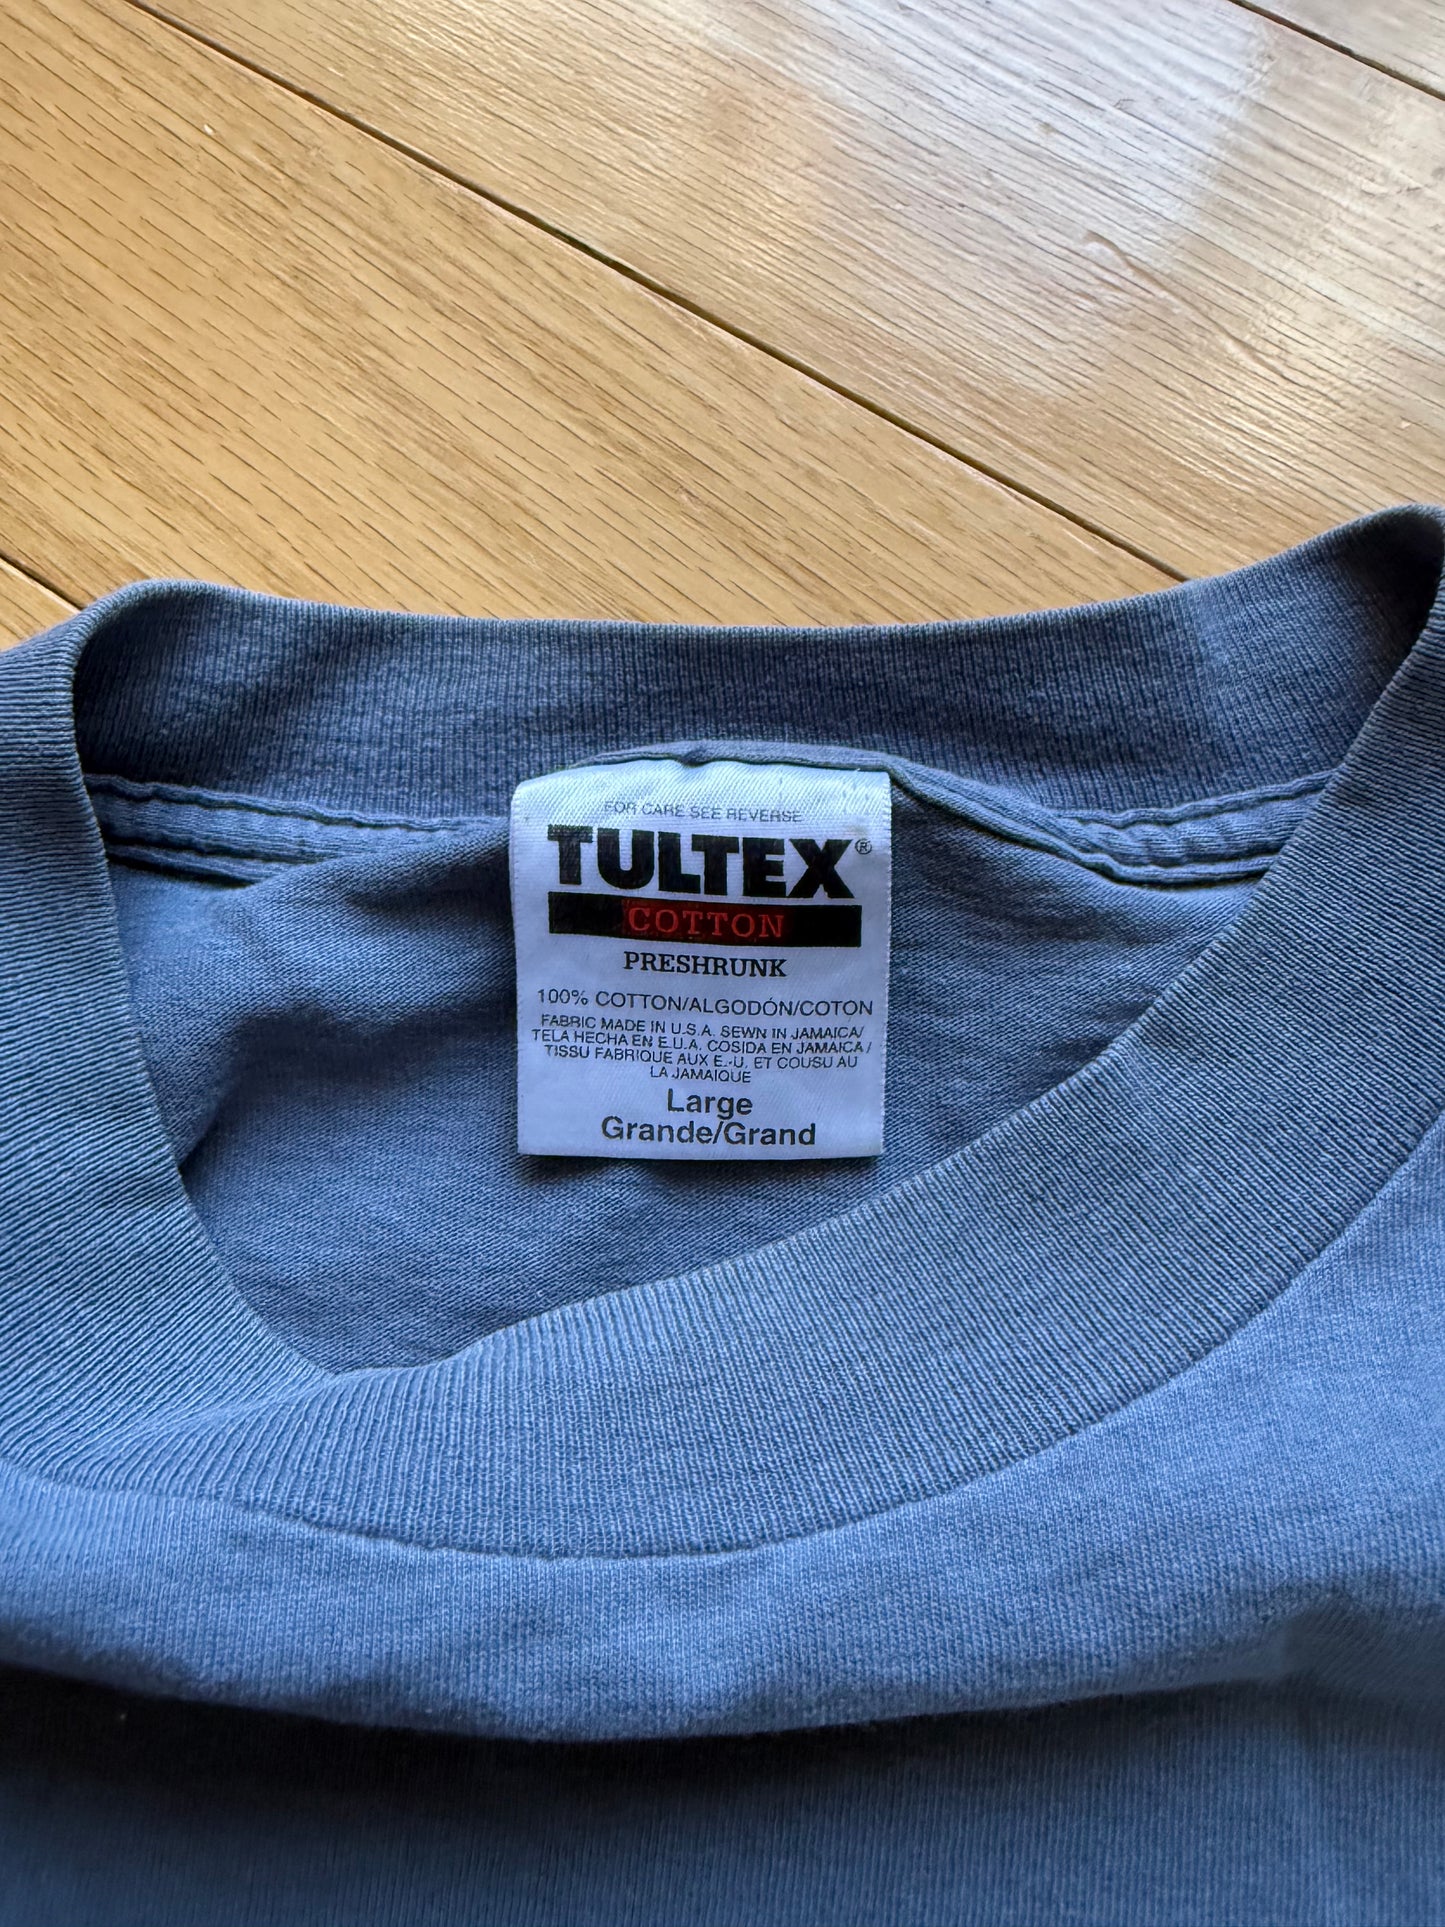 FOR CARE SEE REVERSE
TULTEX®
COTTON
PRESHRUNK
100% COTTON/ALGODÓN/COTON
FABRIC MADE IN U.S.A. SEWN IN JAMAICA/
TELA HECHA EN E.U.A. COSIDA EN JAMAICA/
TISSU FABRIQUE AUX E.-U. ET COUSU AU
LA JAMAIQUE
Large
Grande/Grand